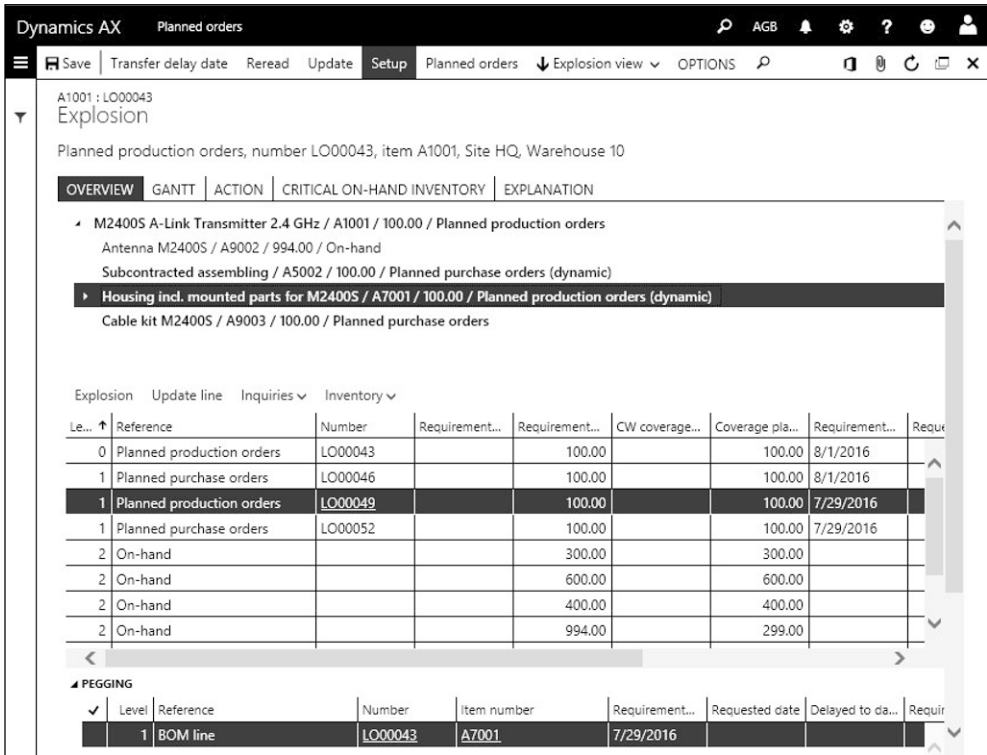 Dynamics AX Planned orders AGB ?
Save Transfer delay date Reread Update Setup Planned orders Explosion view OPTIONS
A1001 : LO00043
Explosion
Planned production orders, number LO00043, item A1001, Site HQ, Warehouse 10
OVERVIEW GANTT ACTION CRITICAL ON-HAND INVENTORY EXPLANATION
M2400S A-Link Transmitter 2.4 GHz / A1001 / 100.00 / Planned production orders
Antenna M2400S / A9002 / 994.00 / On-hand
Subcontracted assembling / A5002 / 100.00 / Planned purchase orders (dynamic)
Housing incl. mounted parts for M2400S / A7001 / 100.00 / Planned production orders (dynamic)
Cable kit M2400S / A9003 / 100.00 / Planned purchase orders
Explosion Update line Inquiries Inventory
Le... Reference Number Requirement... Requirement... CW coverage... Coverage pla... Requirement... Reque
0 Planned production orders LO00043 100.00 100.00 8/1/2016
1 Planned purchase orders LO00046 100.00 100.00 8/1/2016
1 Planned production orders LO00049 100.00 100.00 7/29/2016
1 Planned purchase orders LO00052 100.00 100.00 7/29/2016
2 On-hand 300.00 300.00
2 On-hand 600.00 600.00
2 On-hand 400.00 400.00
2 On-hand 994.00 299.00
PEGGING
Level Reference Number Item number Requirement... Requested date Delayed to da... Requir
1 BOM line LO00043 A7001 7/29/2016